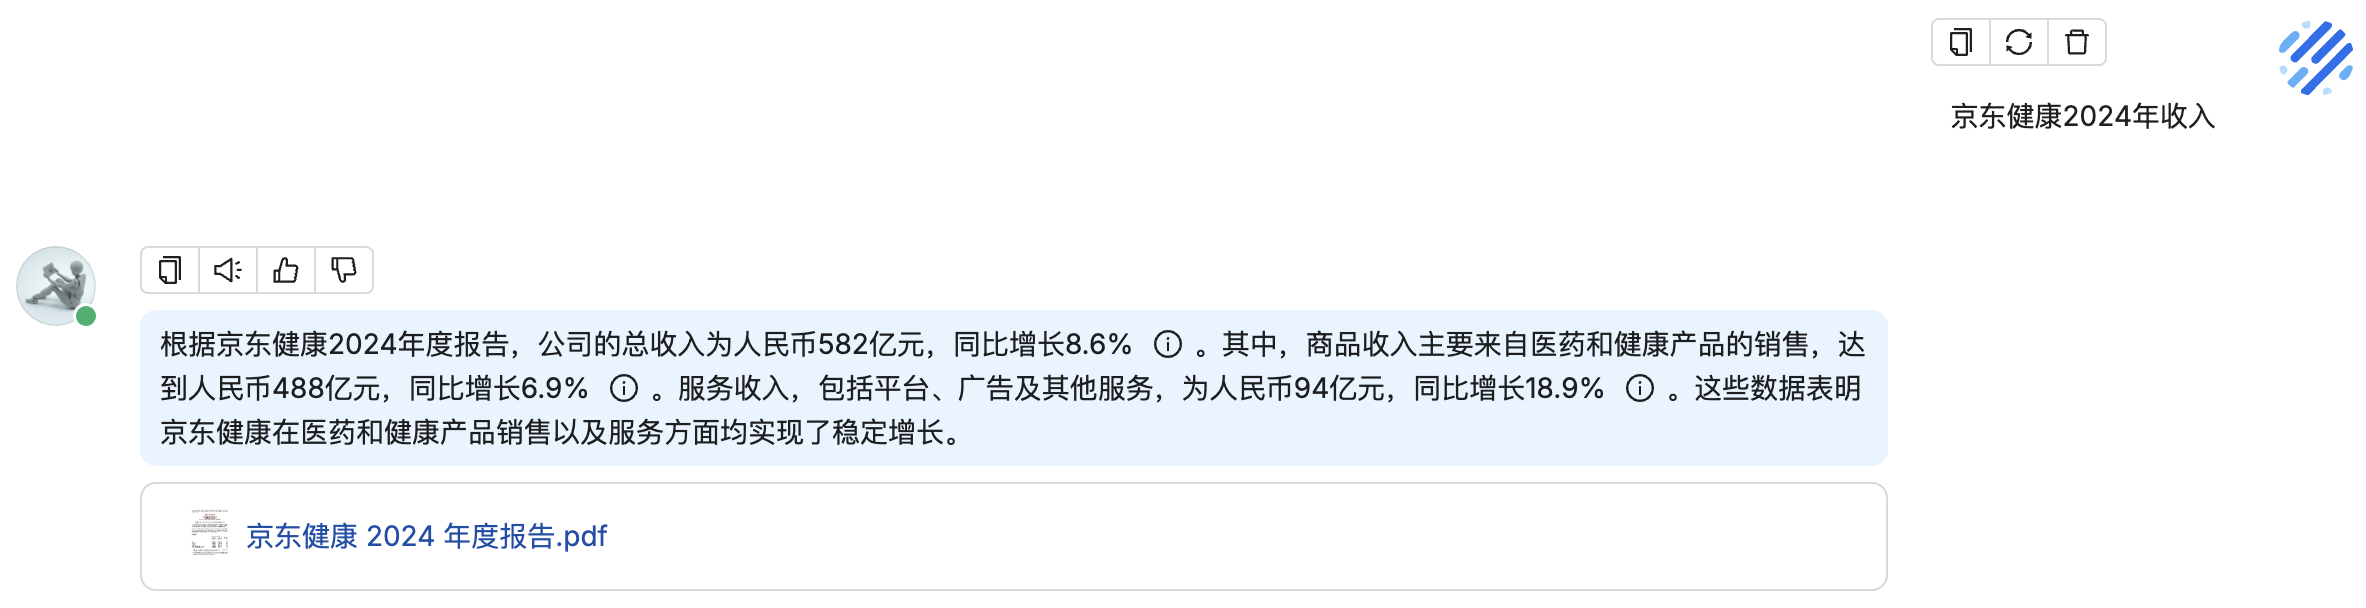 京东健康2024年收入
根据京东健康2024年度报告，公司的总收入为人民币582亿元，同比增长8.6% 。其中，商品收入主要来自医药和健康产品的销售，达
到人民币488亿元，同比增长6.9% 。服务收入，包括平台、广告及其他服务，为人民币94亿元，同比增长18.9% 。这些数据表明
京东健康在医药和健康产品销售以及服务方面均实现了稳定增长。
京东健康 2024 年度报告.pdf